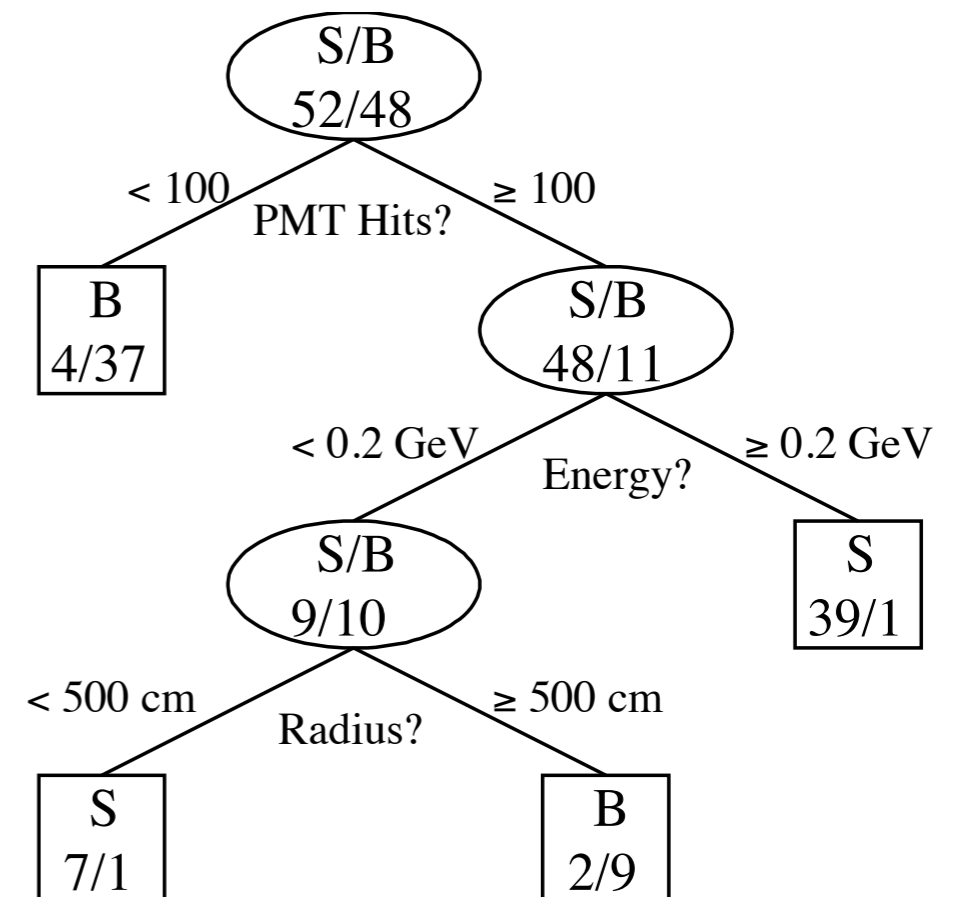 S/B
52/48
< 100
≥ 100
PMT Hits?
B
4/37
S/B
48/11
< 0.2 GeV
≥ 0.2 GeV
Energy?
S/B
9/10
S
39/1
< 500 cm
≥ 500 cm
Radius?
S
7/1
B
2/9